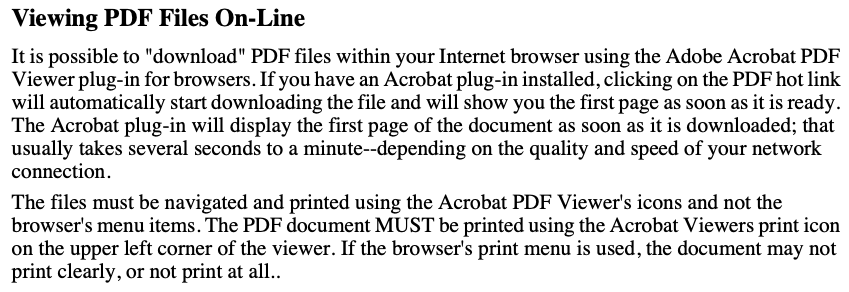 Viewing PDF Files On-Line
It is possible to "download" PDF files within your Internet browser using the Adobe Acrobat PDF
Viewer plug-in for browsers. If you have an Acrobat plug-in installed, clicking on the PDF hot link
will automatically start downloading the file and will show you the first page as soon as it is ready.
The Acrobat plug-in will display the first page of the document as soon as it is downloaded; that
usually takes several seconds to a minute--depending on the quality and speed of your network
connection.
The files must be navigated and printed using the Acrobat PDF Viewer's icons and not the
browser's menu items. The PDF document MUST be printed using the Acrobat Viewers print icon
on the upper left corner of the viewer. If the browser's print menu is used, the document may not
print clearly, or not print at all..